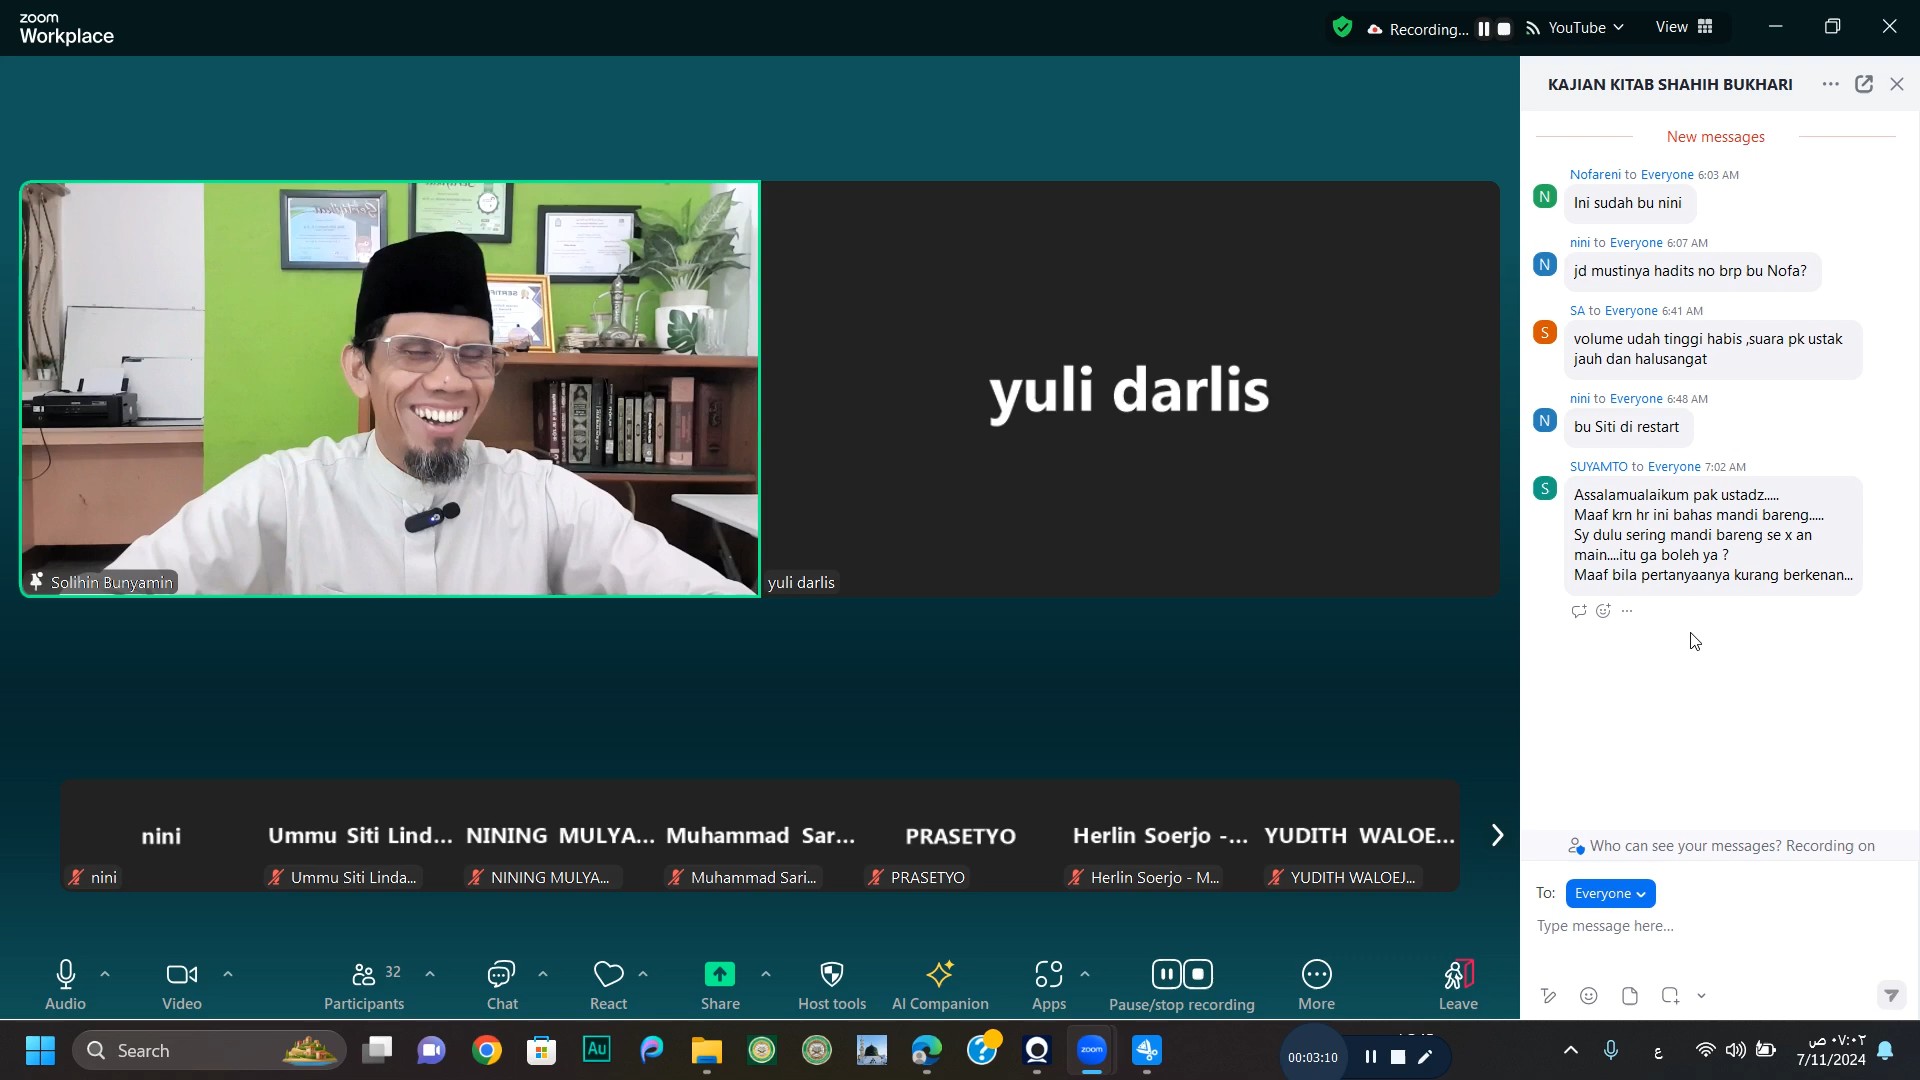 zoom
Workplace
Recording...
YouTube
View
KAJIAN KITAB SHAHIH BUKHARI
New messages
Nofareni to Everyone 6:03 AM
N
Ini sudah bu nini
nini to Everyone 6:07 AM
N
jd mustinya hadits no brp bu Nofa?
SA to Everyone 6:41 AM
S
volume udah tinggi habis ,suara pk ustak
jauh dan halusangat
nini to Everyone 6:48 AM
N
bu Siti di restart
SUYAMTO to Everyone 7:02 AM
S
Assalamualaikum pak ustadz.....
Maaf krn hr ini bahas mandi bareng.....
Sy dulu sering mandi bareng se x an
main....itu ga boleh ya ?
Maaf bila pertanyaanya kurang berkenan...
Solihin Bunyamin
yuli darlis
yuli darlis
nini
Ummu Siti Lind...
NINING MULYA...
Muhammad Sar...
PRASETYO
Herlin Soerjo -...
YUDITH WALOE...
nini
Ummu Siti Linda...
NINING MULYA...
Muhammad Sari...
PRASETYO
Herlin Soerjo - M...
YUDITH WALOEJ...
Who can see your messages? Recording on
To: Everyone
Type message here...
Audio
Video
32
Participants
Chat
React
Share
Host tools
AI Companion
Apps
Pause/stop recording
More
Leave
Search
Au
zoom
00:03:10
ع
٠٧:٠٢ ص
7/11/2024